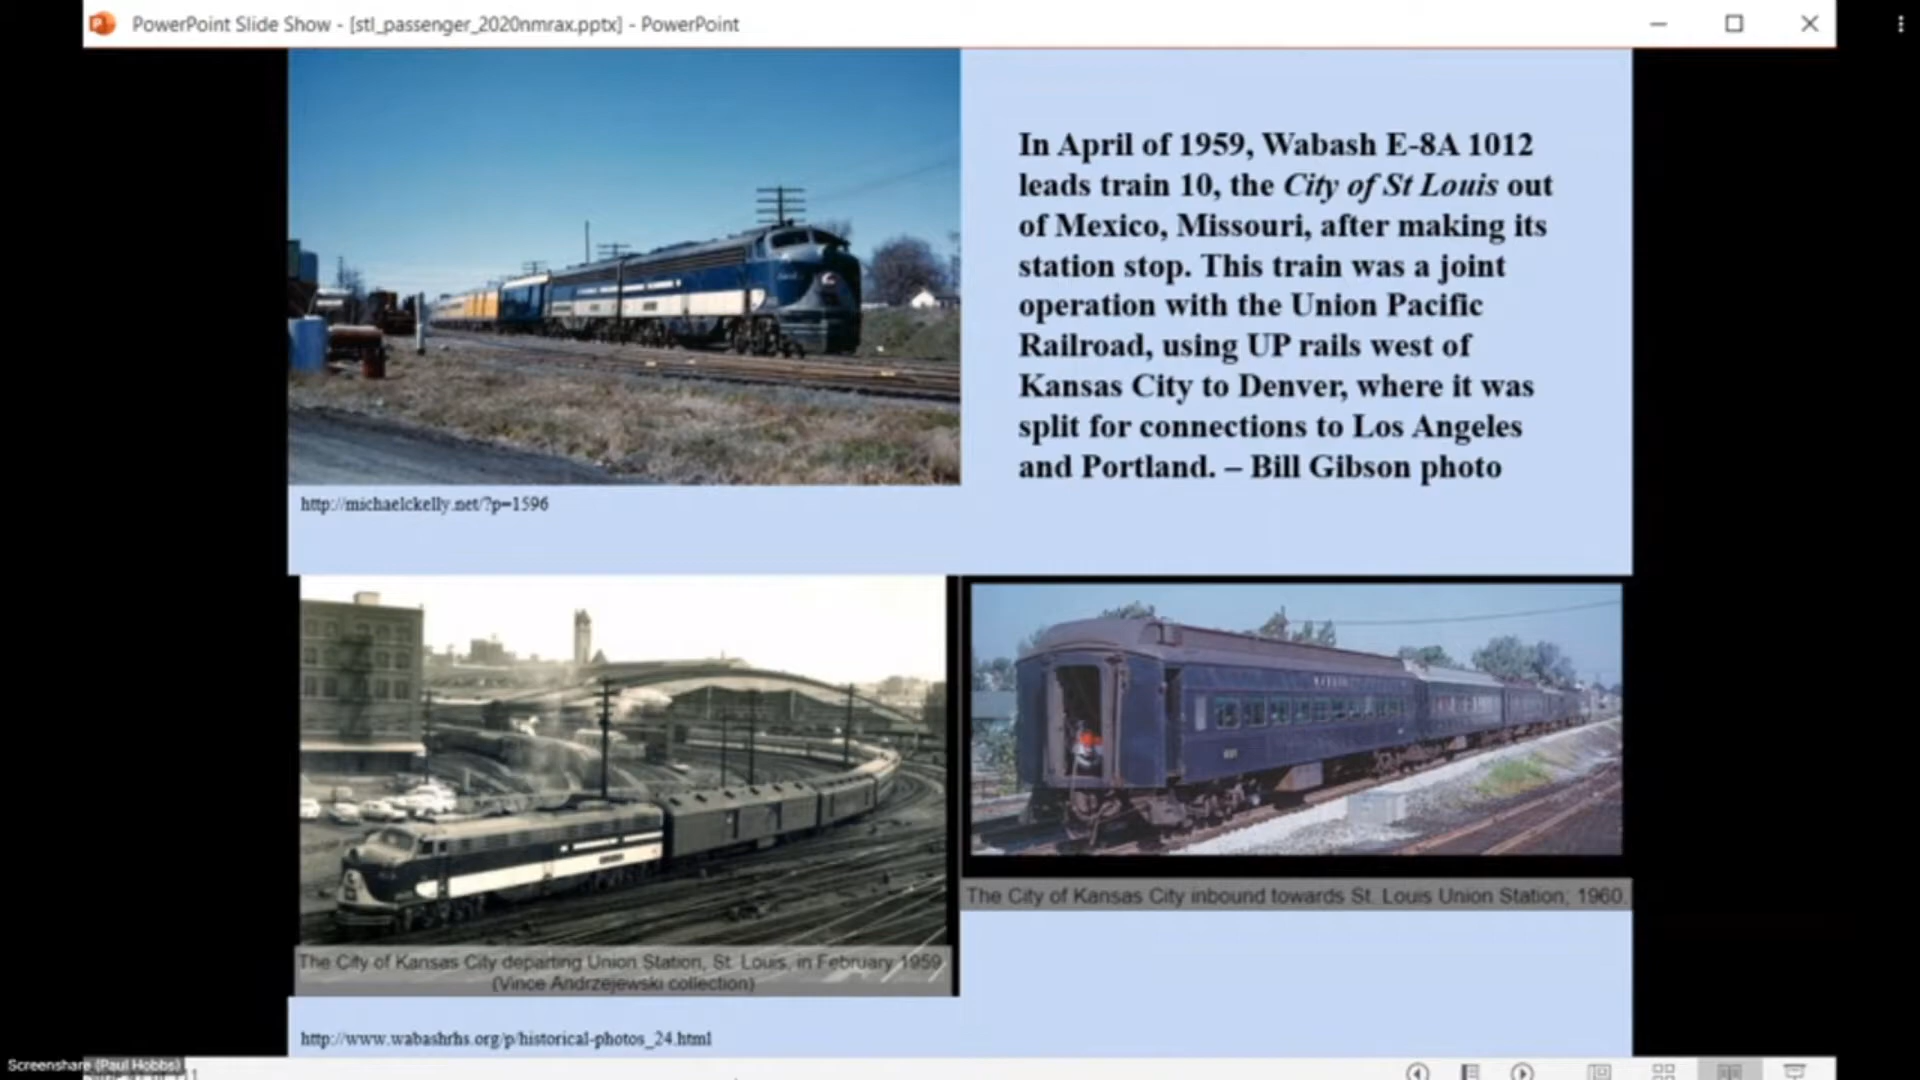 PowerPoint Slide Show - [stl_passenger_2020nmrax.pptx] - PowerPoint
In April of 1959, Wabash E-8A 1012
leads train 10, the City of St Louis out
of Mexico, Missouri, after making its
station stop. This train was a joint
operation with the Union Pacific
Railroad, using UP rails west of
Kansas City to Denver, where it was
split for connections to Los Angeles
and Portland. – Bill Gibson photo
http://michaelckelly.net/?p=1596
The City of Kansas City inbound towards St. Louis Union Station, 1960.
The City of Kansas City departing Union Station, St. Louis, in February 1959
(Vince Andrzejewski collection)
http://www.wabashrhs.org/p/historical-photos_24.html
Screenshare (Paul Hobbs)